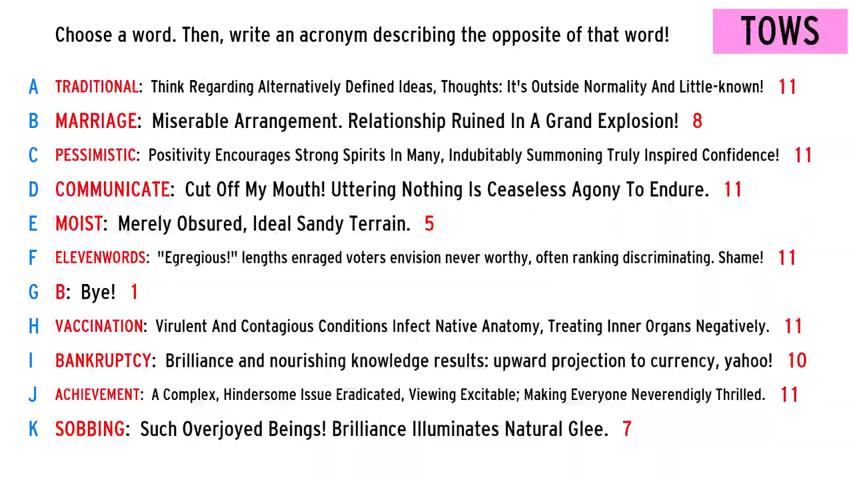 Choose a word. Then, write an acronym describing the opposite of that word!
TOWS
A TRADITIONAL: Think Regarding Alternatively Defined Ideas, Thoughts: It's Outside Normality And Little-known! 11
B MARRIAGE: Miserable Arrangement. Relationship Ruined In A Grand Explosion! 8
C PESSIMISTIC: Positivity Encourages Strong Spirits In Many, Indubitably Summoning Truly Inspired Confidence! 11
D COMMUNICATE: Cut Off My Mouth! Uttering Nothing Is Ceaseless Agony To Endure. 11
E MOIST: Merely Obsured, Ideal Sandy Terrain. 5
F ELEVENWORDS: "Egregious!" lengths enraged voters envision never worthy, often ranking discriminating. Shame! 11
G B: Bye! 1
H VACCINATION: Virulent And Contagious Conditions Infect Native Anatomy, Treating Inner Organs Negatively. 11
I BANKRUPTCY: Brilliance and nourishing knowledge results: upward projection to currency, yahoo! 10
J ACHIEVEMENT: A Complex, Hindersome Issue Eradicated, Viewing Excitable; Making Everyone Neverendigly Thrilled. 11
K SOBBING: Such Overjoyed Beings! Brilliance Illuminates Natural Glee. 7